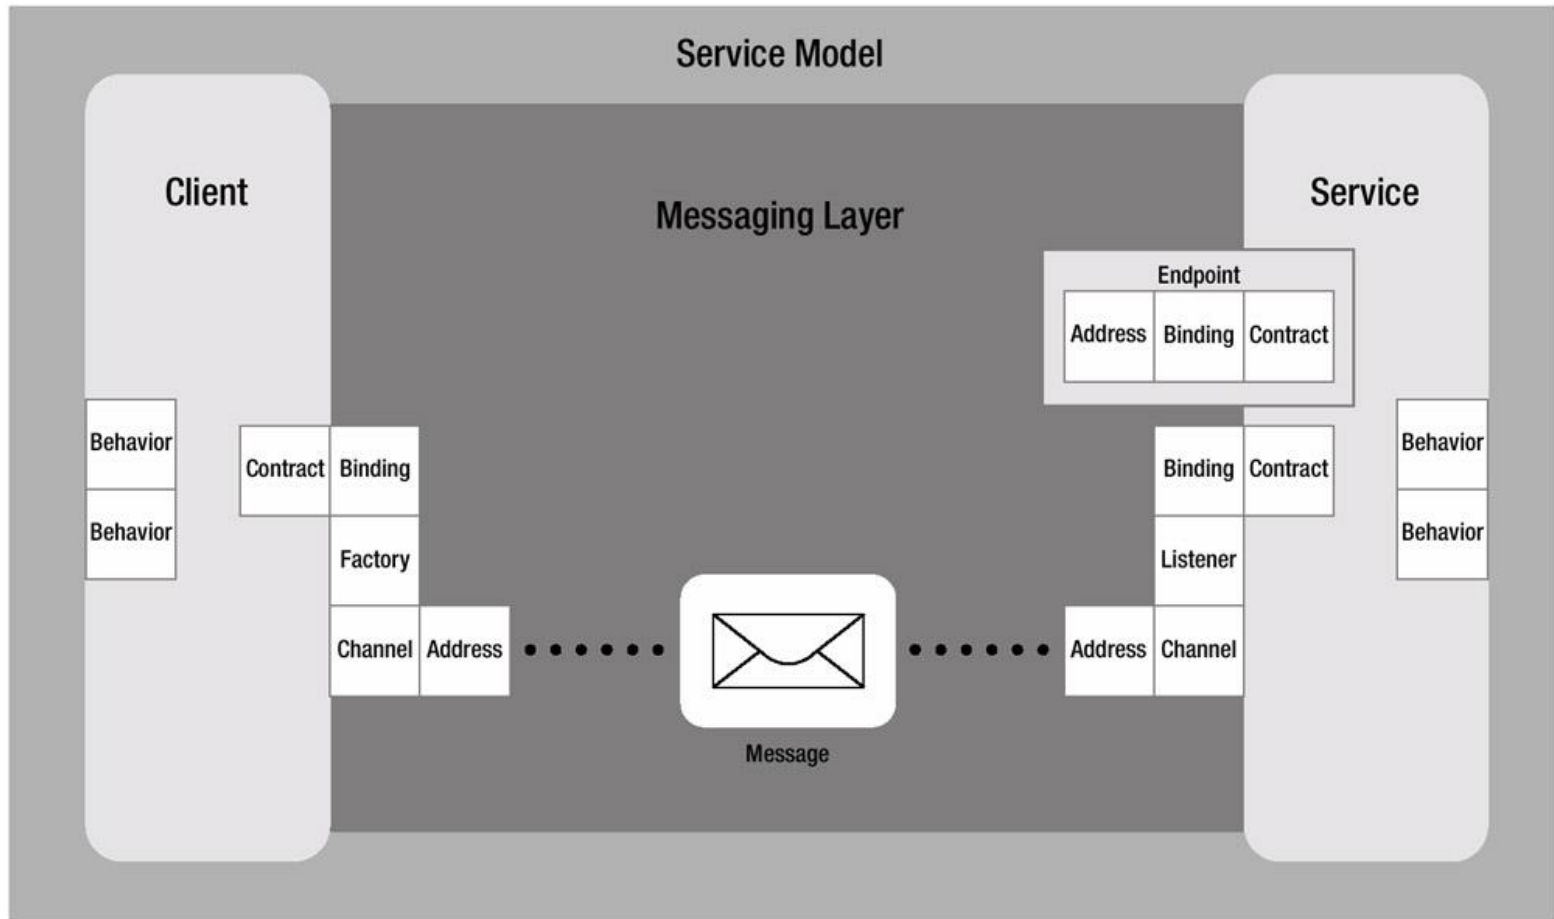 Service Model
Client
Service
Messaging Layer
Endpoint
Address Binding Contract
Behavior
Contract Binding
Binding Contract
Behavior
Behavior
Factory
Listener
Behavior
Channel Address
Address Channel
Message